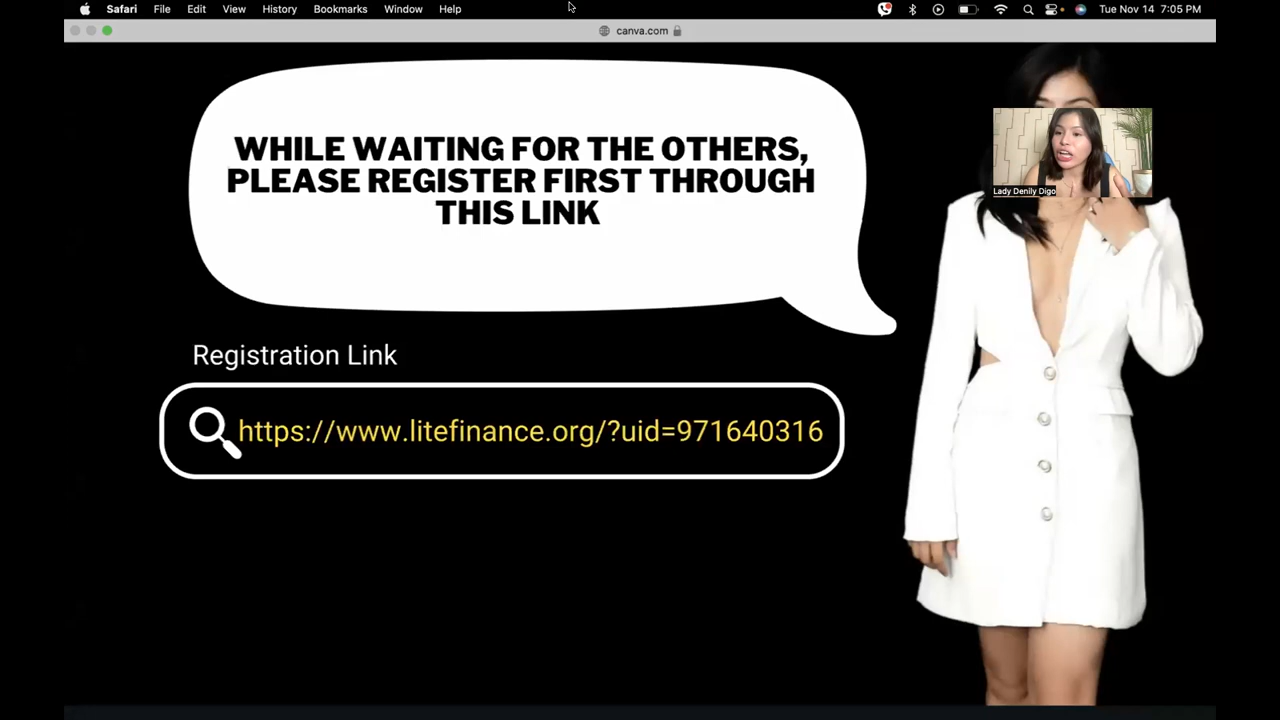 Safari File Edit View History Bookmarks Window Help Tue Nov 14 7:05 PM
canva.com
WHILE WAITING FOR THE OTHERS,
PLEASE REGISTER FIRST THROUGH
THIS LINK
Lady Denily Digo
Registration Link
https://www.litefinance.org/?uid=971640316